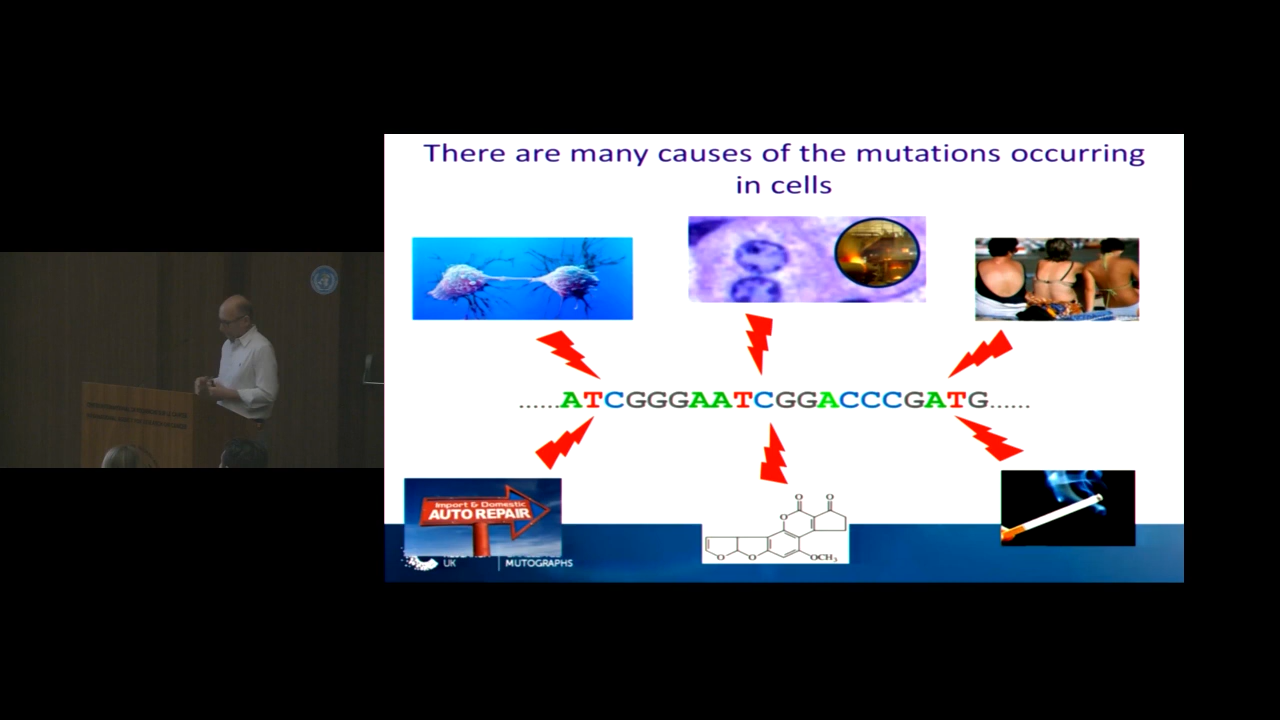 There are many causes of the mutations occurring
in cells
......ATCGGGAATCGGACCCGATG......
Import & Domestic
AUTO REPAIR
O
O
O
O
O
OCH3
UK
MUTOGRAPHS